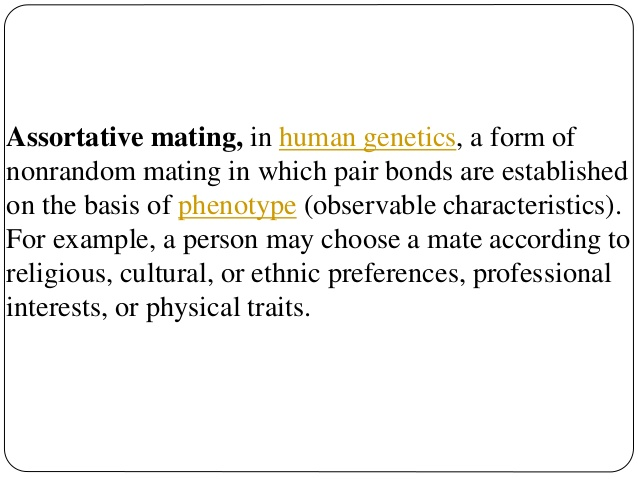 Assortative mating, in human genetics, a form of
nonrandom mating in which pair bonds are established
on the basis of phenotype (observable characteristics).
For example, a person may choose a mate according to
religious, cultural, or ethnic preferences, professional
interests, or physical traits.